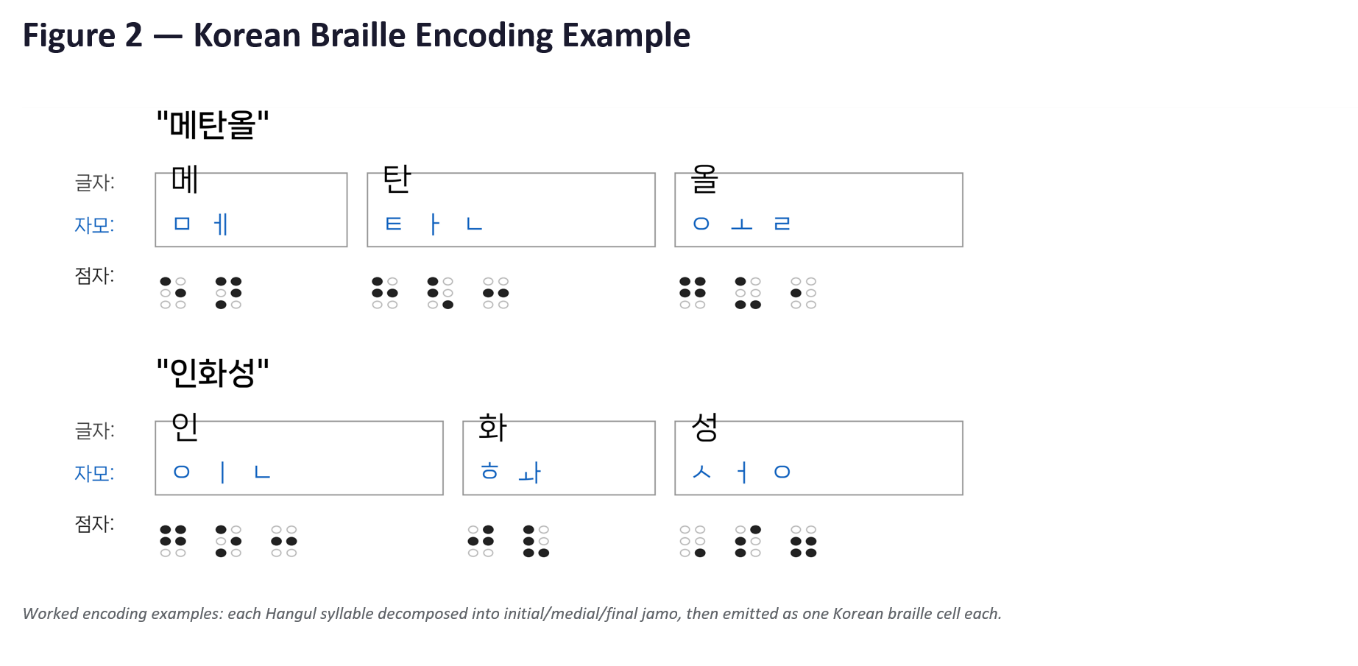 Figure 2 — Korean Braille Encoding Example
"메탄올"
글자: 메 탄 올
자모: ㅁ ㅔ ㅌ ㅏ ㄴ ㅇ ㅗ ㄹ
점자: ⠑ ⠝ ⠓ ⠣ ⠒ ⠛ ⠥ ⠂
"인화성"
글자: 인 화 성
자모: ㅇ ㅣ ㄴ ㅎ ㅘ ㅅ ㅓ ㅇ
점자: ⠛ ⠕ ⠒ ⠚ ⠧ ⠠ ⠎ ⠶
Worked encoding examples: each Hangul syllable decomposed into initial/medial/final jamo, then emitted as one Korean braille cell each.